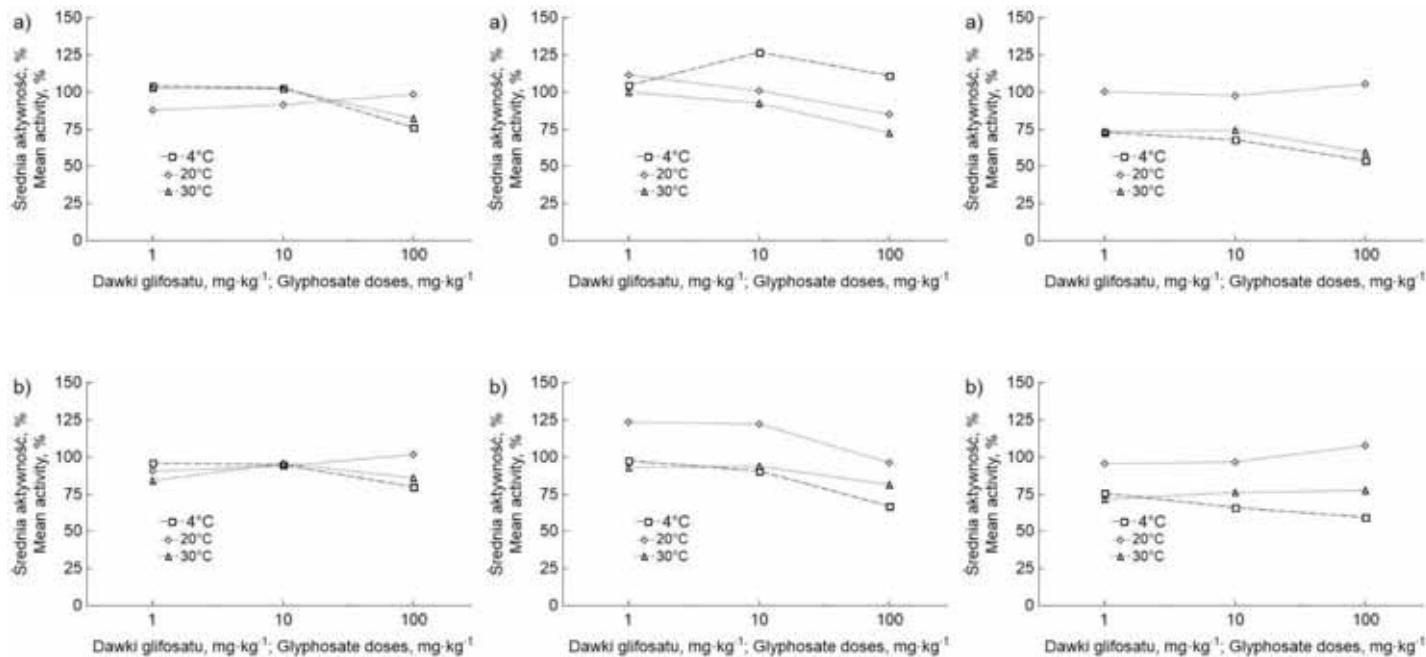 a)
Średnia aktywność, %
Mean activity, %
150
125
100
75
50
25
0
4°C
20°C
30°C
1 10 100
Dawki glifosatu, mg·kg⁻¹; Glyphosate doses, mg·kg⁻¹
a)
Średnia aktywność, %
Mean activity, %
150
125
100
75
50
25
0
4°C
20°C
30°C
1 10 100
Dawki glifosatu, mg·kg⁻¹; Glyphosate doses, mg·kg⁻¹
a)
Średnia aktywność, %
Mean activity, %
150
125
100
75
50
25
0
4°C
20°C
30°C
1 10 100
Dawki glifosatu, mg·kg⁻¹; Glyphosate doses, mg·kg⁻¹
b)
Średnia aktywność, %
Mean activity, %
150
125
100
75
50
25
0
4°C
20°C
30°C
1 10 100
Dawki glifosatu, mg·kg⁻¹; Glyphosate doses, mg·kg⁻¹
b)
Średnia aktywność, %
Mean activity, %
150
125
100
75
50
25
0
4°C
20°C
30°C
1 10 100
Dawki glifosatu, mg·kg⁻¹; Glyphosate doses, mg·kg⁻¹
b)
Średnia aktywność, %
Mean activity, %
150
125
100
75
50
25
0
4°C
20°C
30°C
1 10 100
Dawki glifosatu, mg·kg⁻¹; Glyphosate doses, mg·kg⁻¹